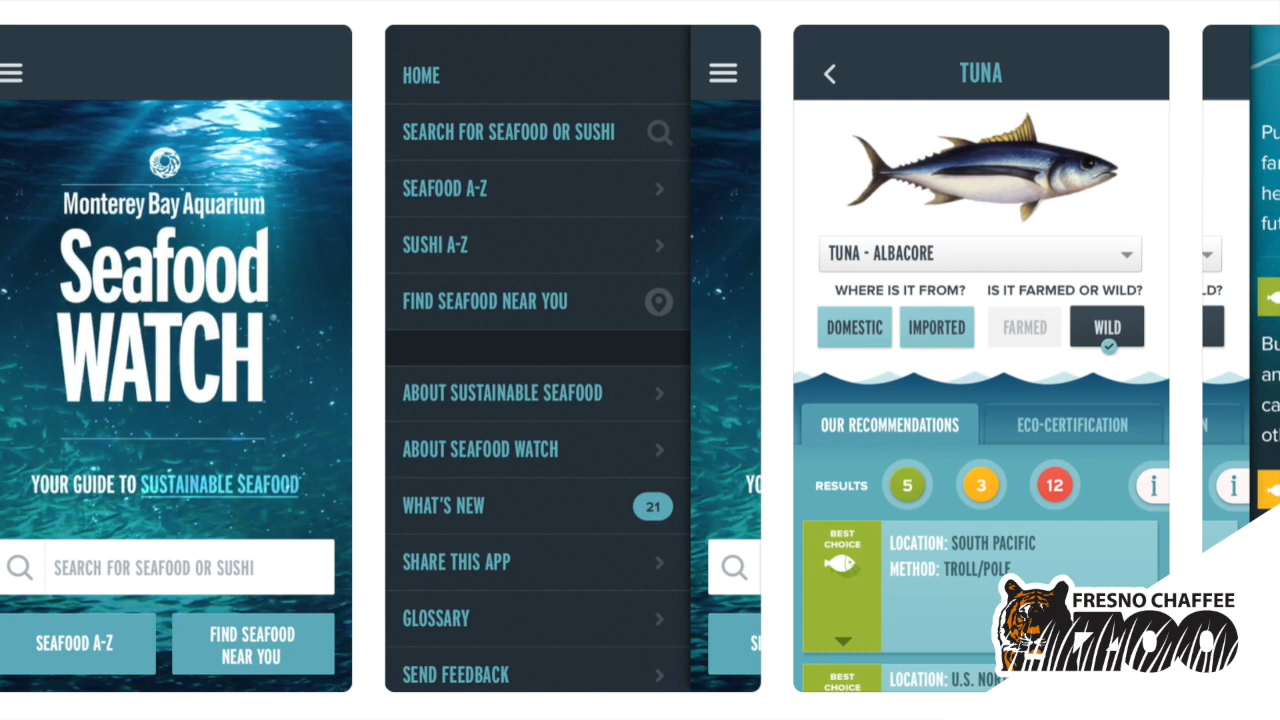 Monterey Bay Aquarium
Seafood
WATCH
YOUR GUIDE TO SUSTAINABLE SEAFOOD
SEARCH FOR SEAFOOD OR SUSHI
SEAFOOD A-Z
FIND SEAFOOD
NEAR YOU
HOME
SEARCH FOR SEAFOOD OR SUSHI
SEAFOOD A-Z
SUSHI A-Z
FIND SEAFOOD NEAR YOU
ABOUT SUSTAINABLE SEAFOOD
ABOUT SEAFOOD WATCH
WHAT'S NEW 21
SHARE THIS APP
GLOSSARY
SEND FEEDBACK
TUNA
TUNA - ALBACORE
WHERE IS IT FROM? IS IT FARMED OR WILD?
DOMESTIC IMPORTED FARMED WILD
OUR RECOMMENDATIONS ECO-CERTIFICATION
RESULTS 5 3 12 i
BEST
CHOICE
LOCATION: SOUTH PACIFIC
METHOD: TROLL/POLE
BEST
CHOICE
LOCATION: U.S.
i
FRESNO CHAFFEE
ZOO